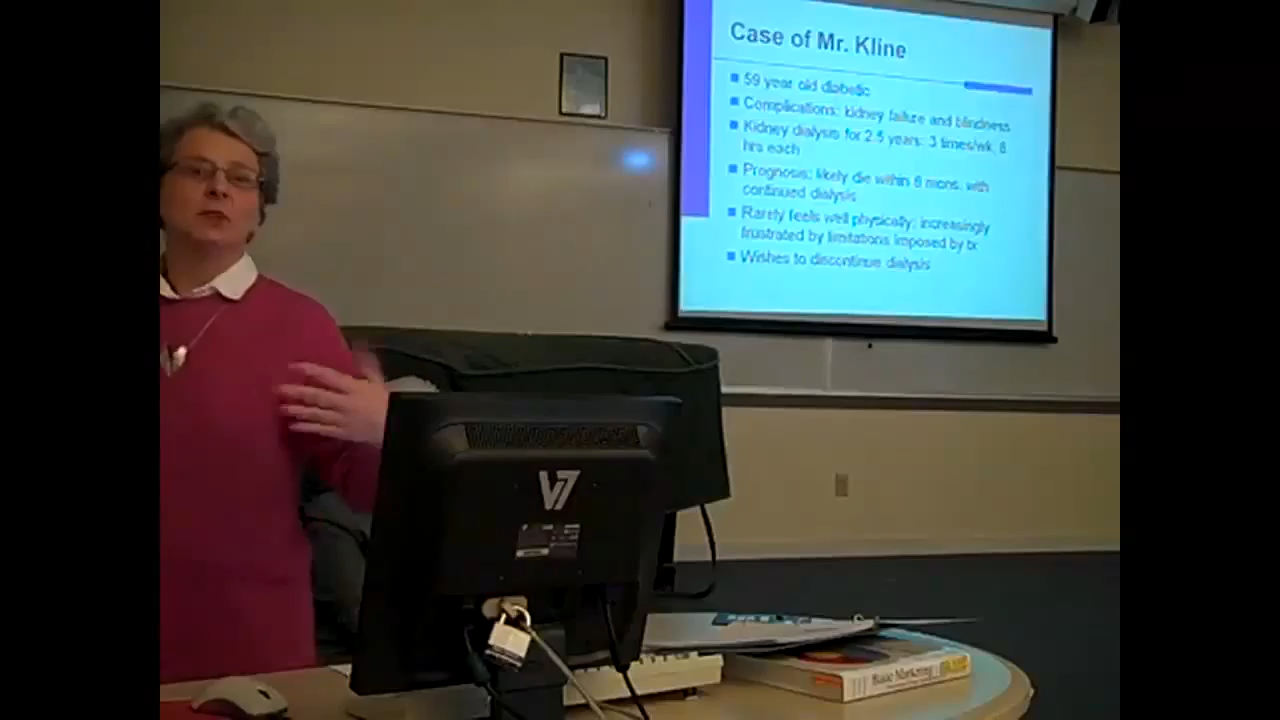 Case of Mr. Kline
59 year old diabetic
Complications: kidney failure and blindness
Kidney dialysis for 2.5 years: 3 times/wk, 8
hrs each
Prognosis: likely die within 6 mons. with
continued dialysis
Rarely feels well physically; increasingly
frustrated by limitations imposed by tx
Wishes to discontinue dialysis
V7
Basic Marketing